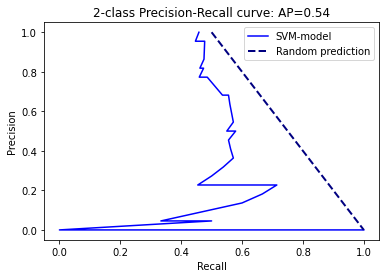 2-class Precision-Recall curve: AP=0.54
SVM-model
Random prediction
Precision
1.0
0.8
0.6
0.4
0.2
0.0
0.0 0.2 0.4 0.6 0.8 1.0
Recall